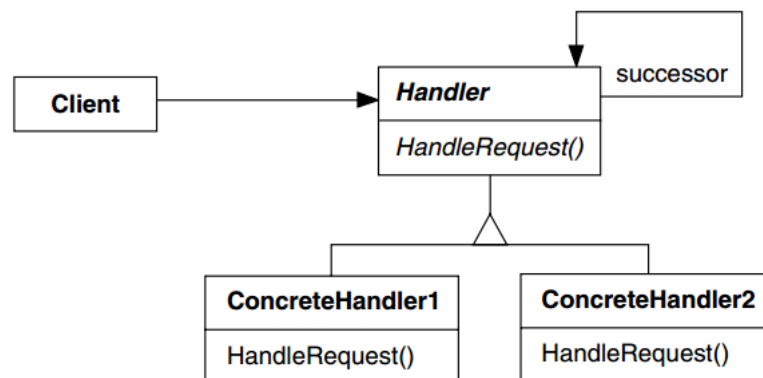 Client
Handler
successor
HandleRequest()
ConcreteHandler1
HandleRequest()
ConcreteHandler2
HandleRequest()